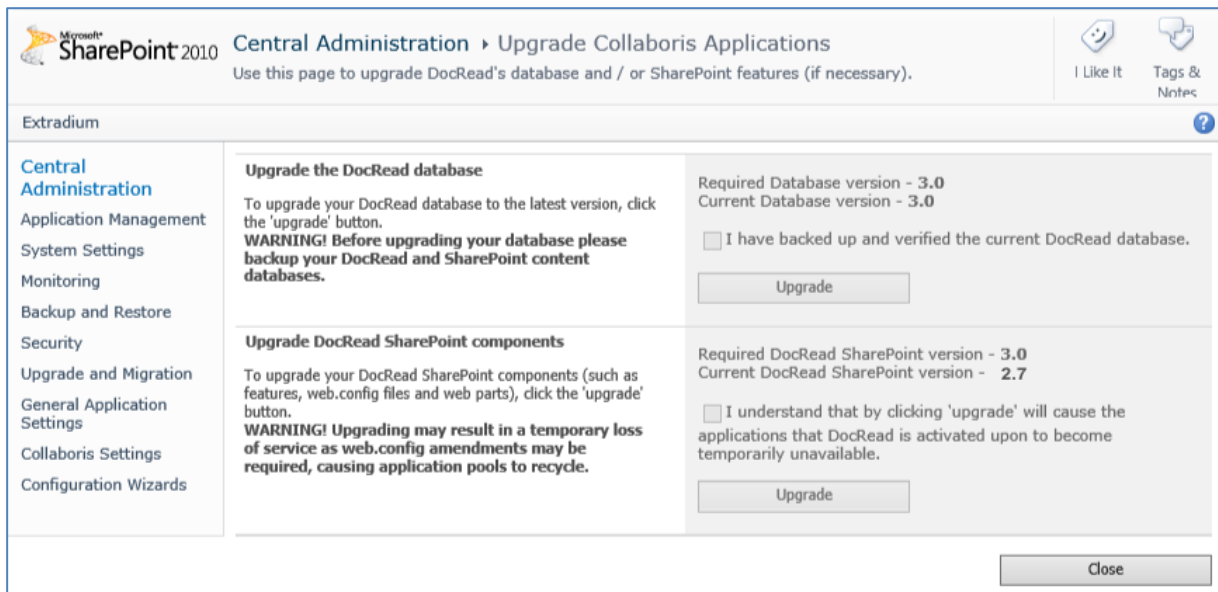 Microsoft®
SharePoint® 2010
Central Administration ▸ Upgrade Collaboris Applications
Use this page to upgrade DocRead's database and / or SharePoint features (if necessary).
I Like It
Tags &
Notes
Extradium
Central
Administration
Application Management
System Settings
Monitoring
Backup and Restore
Security
Upgrade and Migration
General Application
Settings
Collaboris Settings
Configuration Wizards
Upgrade the DocRead database
To upgrade your DocRead database to the latest version, click
the 'upgrade' button.
WARNING! Before upgrading your database please
backup your DocRead and SharePoint content
databases.
Required Database version - 3.0
Current Database version - 3.0
I have backed up and verified the current DocRead database.
Upgrade
Upgrade DocRead SharePoint components
To upgrade your DocRead SharePoint components (such as
features, web.config files and web parts), click the 'upgrade'
button.
WARNING! Upgrading may result in a temporary loss
of service as web.config amendments may be
required, causing application pools to recycle.
Required DocRead SharePoint version - 3.0
Current DocRead SharePoint version - 2.7
I understand that by clicking 'upgrade' will cause the
applications that DocRead is activated upon to become
temporarily unavailable.
Upgrade
Close